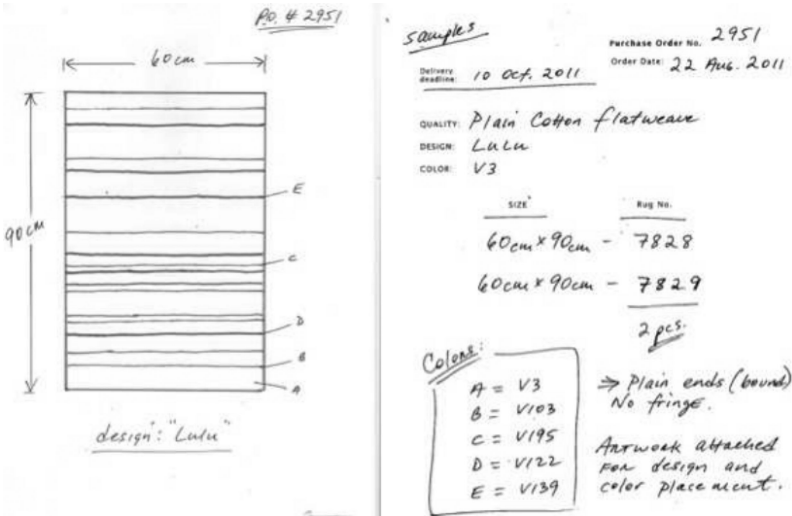 P.O. # 2951
60cm
90cm
E
C
D
B
A
design: "Lulu"
Samples
Purchase Order No. 2951
Delivery deadline: 10 Oct. 2011
Order Date: 22 Aug. 2011
QUALITY: Plain Cotton flatweave
DESIGN: LuLu
COLOR: V3
SIZE Rug No.
60cm x 90cm - 7828
60cm x 90cm - 7829
2 pcs.
Colors:
A = V3
B = V103
C = V195
D = V122
E = V139
⇒ Plain ends (bound)
No fringe.
Artwork attached
for design and
color placement.